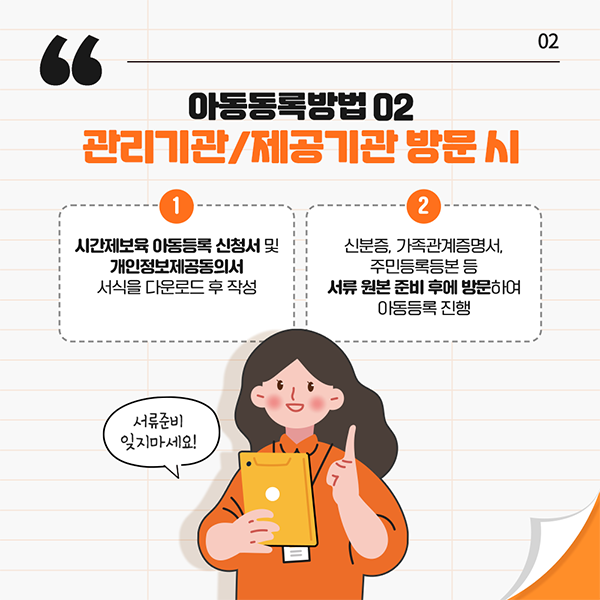 02
아동동록방법 02
관리기관/제공기관 방문 시
1
시간제보육 아동등록 신청서 및
개인정보제공동의서
서식을 다운로드 후 작성
2
신분증, 가족관계증명서,
주민등록등본 등
서류 원본 준비 후에 방문하여
아동등록 진행
서류준비
잊지마세요!